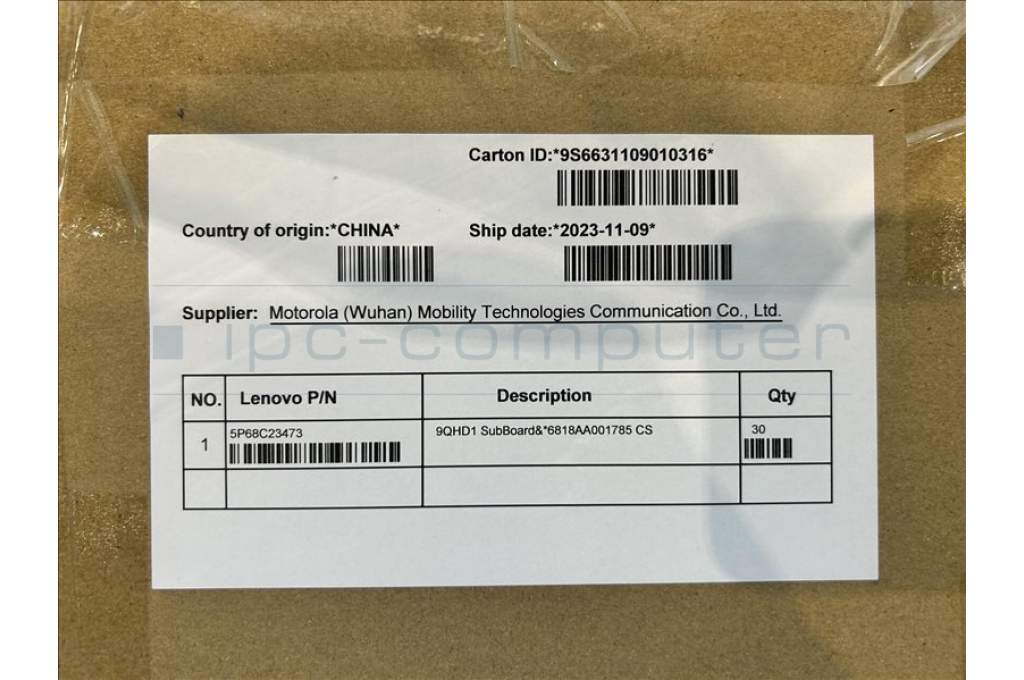 Carton ID:*9S6631109010316*
Country of origin:*CHINA* Ship date:*2023-11-09*
Supplier: Motorola (Wuhan) Mobility Technologies Communication Co., Ltd.
ipc-computer
NO. Lenovo P/N Description Qty
1 5P68C23473 9QHD1 SubBoard&*6818AA001785 CS 30